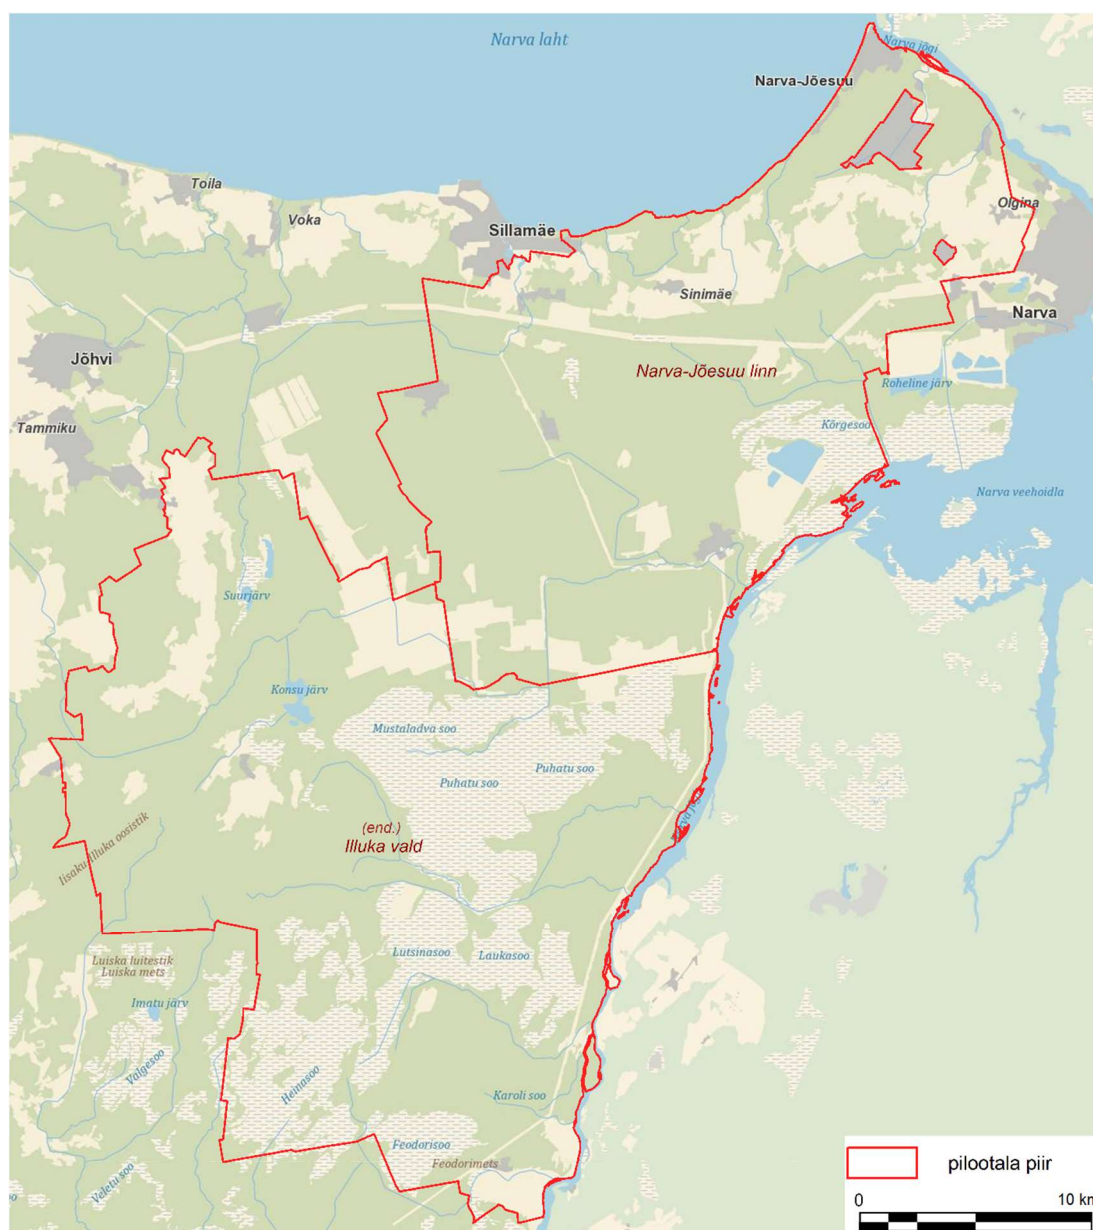 Narva laht
Narva jõgi
Narva-Jõesuu
Toila
Voka
Sillamäe
Olgina
Sinimäe
Narva
Jõhvi
Narva-Jõesuu linn
Roheline järv
Tammiku
Kõrgesoo
Narva veehoidla
Suurjärv
Konsu järv
Mustaladva soo
Puhatu soo
Puhatu soo
(end.)
Illuka vald
Iisaku-Illuka oosistik
Lutsinasoo
Laukasoo
Luiska luitestik
Luiska mets
Imatu järv
Valgesoo
Heinasoo
Karoli soo
Feodorisoo
Feodorimets
Veletu soo
pilootala piir
0 10 km